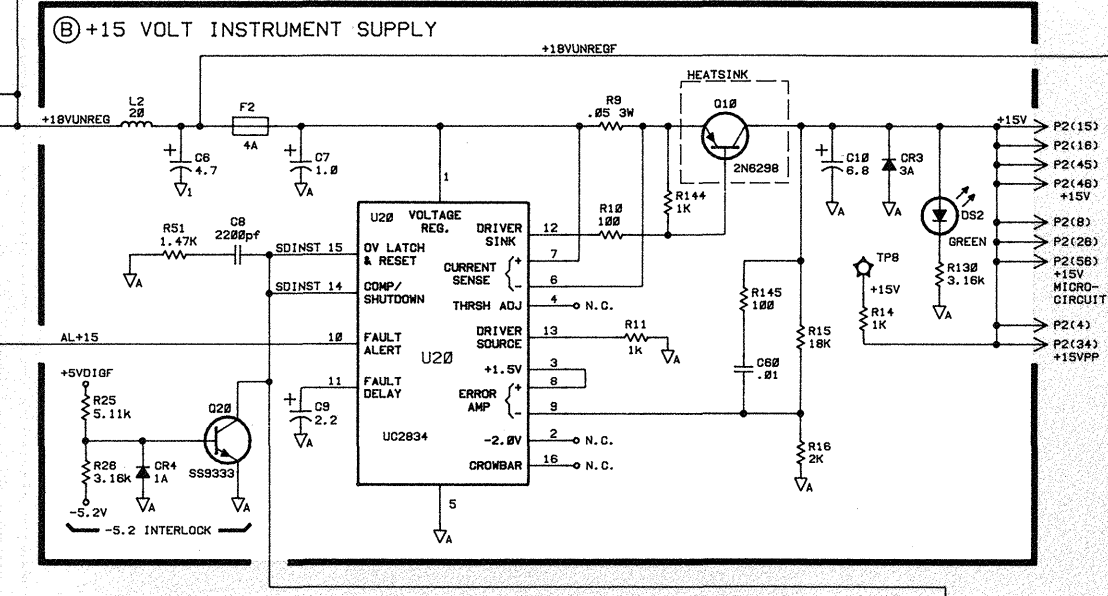 B +15 VOLT INSTRUMENT SUPPLY
+18VUNREGF
HEATSINK
+18VUNREG
L2
20
F2
4A
R9
.05 3W
Q10
2N6298
+ C6
4.7
1
+ C7
1.0
A
1
R144
1K
R10
100
+ C10
6.8
A
CR3
3A
A
+15V
P2(15)
P2(16)
P2(45)
P2(46)
+15V
P2(8)
P2(26)
P2(56)
+15V
MICRO-
CIRCUIT
P2(4)
P2(34)
+15VPP
DS2
GREEN
R130
3.16K
A
TP8
+15V
R14
1K
R51
1.47K
A
C8
2200pf
SDINST 15
SDINST 14
AL+15
10
11
+ C9
2.2
A
U20 VOLTAGE
REG.
OV LATCH
& RESET
COMP/
SHUTDOWN
FAULT
ALERT
FAULT
DELAY
U20
UC2834
DRIVER
SINK
12
CURRENT
SENSE
+
-
7
6
THRSH ADJ
4
N.C.
DRIVER
SOURCE
13
R11
1k
A
+1.5V
3
ERROR
AMP
+
-
8
9
-2.0V
2
N.C.
CROWBAR
16
N.C.
5
A
R145
100
C60
.01
R15
18K
R16
2K
A
+5VDIGF
R25
5.11k
R26
3.16k
-5.2V
CR4
1A
A
Q20
SS9333
A
-5.2 INTERLOCK